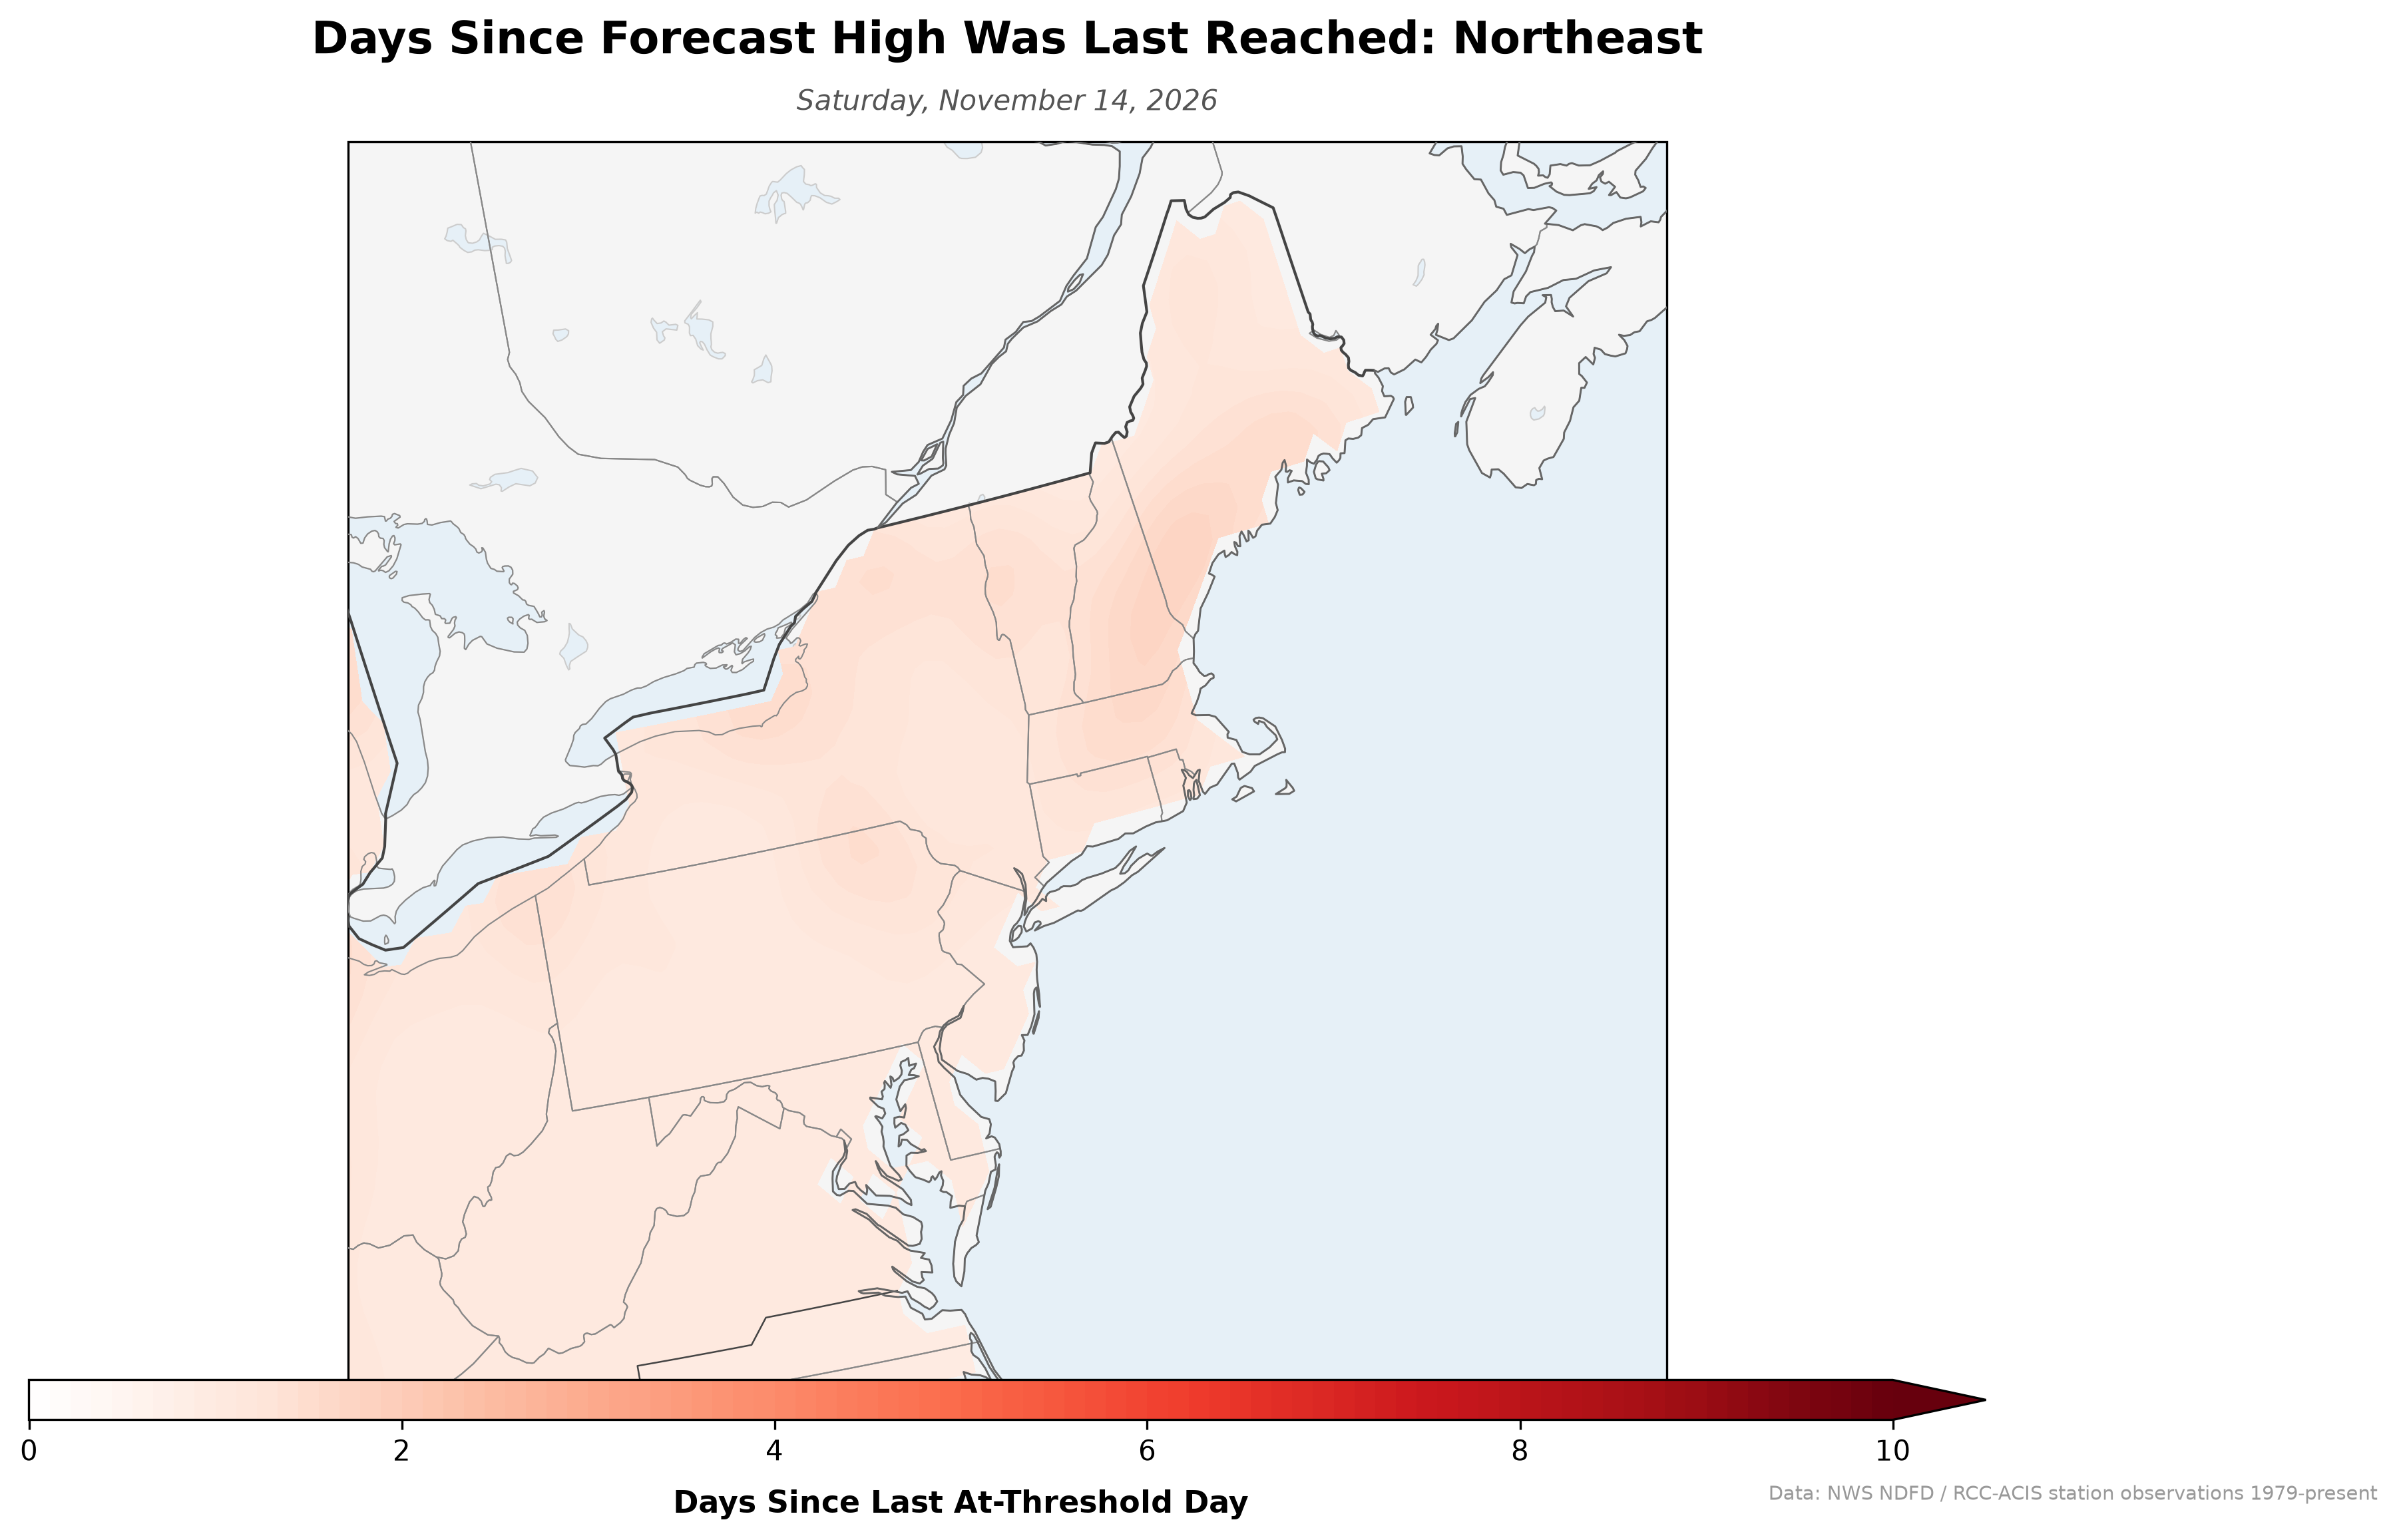 Days Since Forecast High Was Last Reached: Northeast
Saturday, November 14, 2026
0 2 4 6 8 10
Days Since Last At-Threshold Day
Data: NWS NDFD / RCC-ACIS station observations 1979-present